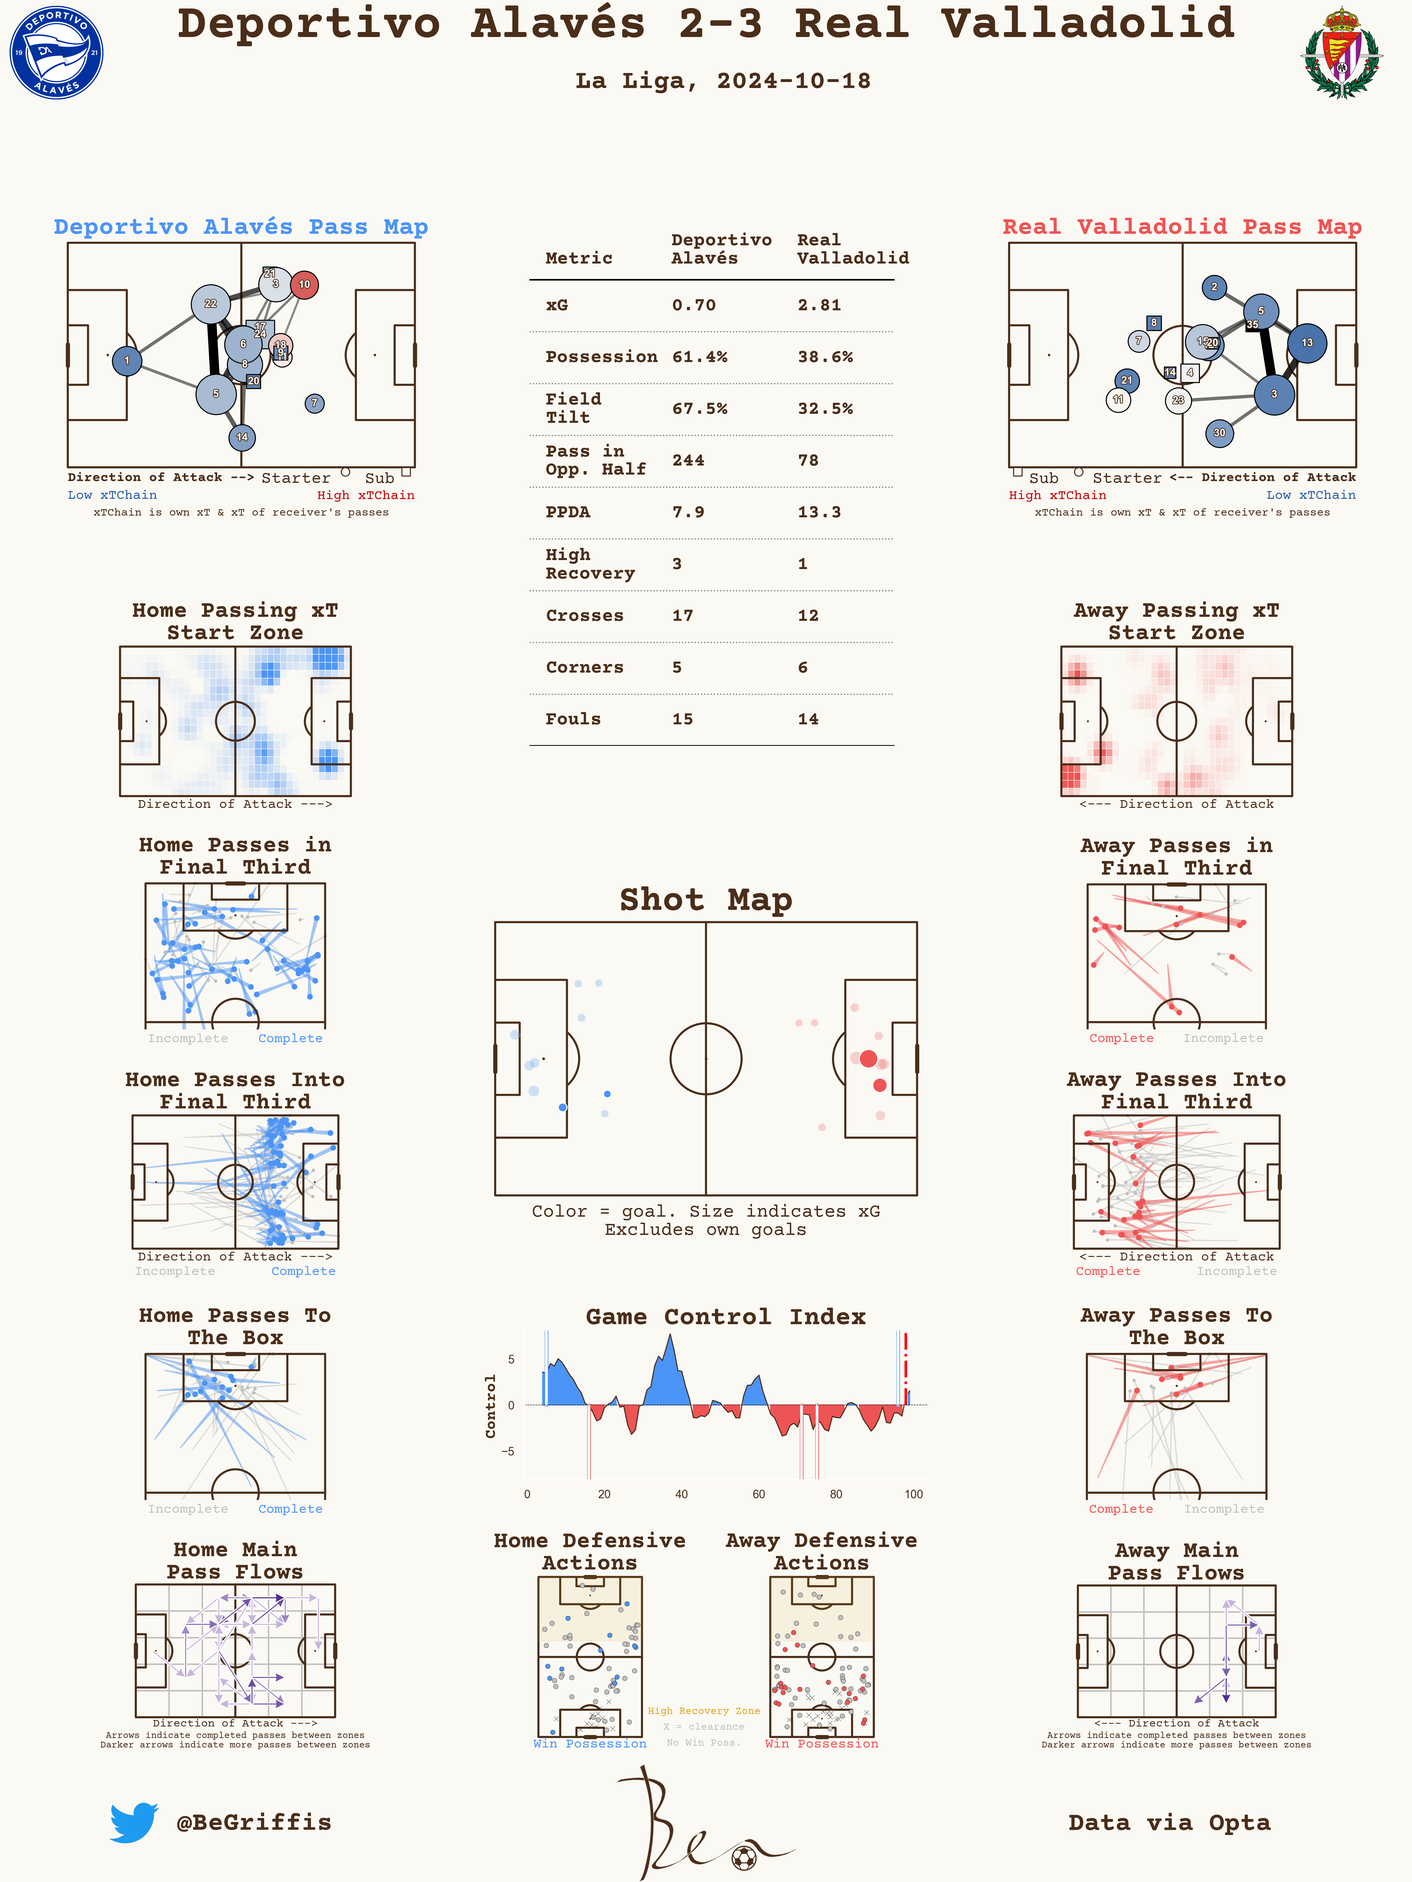 Deportivo Alavés 2-3 Real Valladolid
La Liga, 2024-10-18
DEPORTIVO
19 21
ALAVÉS
Deportivo Alavés Pass Map
21
3
10
22
17
24
6
18
1
8
20
5
7
14
Direction of Attack --> Starter Sub
Low xTChain High xTChain
xTChain is own xT & xT of receiver's passes
Metric Deportivo Alavés Real Valladolid
xG 0.70 2.81
Possession 61.4% 38.6%
Field Tilt 67.5% 32.5%
Pass in Opp. Half 244 78
PPDA 7.9 13.3
High Recovery 3 1
Crosses 17 12
Corners 5 6
Fouls 15 14
Real Valladolid Pass Map
2
5
8
35
7
15
20
13
14
4
21
11
23
3
30
Sub Starter <-- Direction of Attack
High xTChain Low xTChain
xTChain is own xT & xT of receiver's passes
Home Passing xT
Start Zone
Direction of Attack --->
Away Passing xT
Start Zone
<--- Direction of Attack
Home Passes in
Final Third
Incomplete Complete
Away Passes in
Final Third
Complete Incomplete
Shot Map
Color = goal. Size indicates xG
Excludes own goals
Home Passes Into
Final Third
Direction of Attack --->
Incomplete Complete
Away Passes Into
Final Third
<--- Direction of Attack
Complete Incomplete
Home Passes To
The Box
Incomplete Complete
Game Control Index
Control
5
0
−5
0 20 40 60 80 100
Away Passes To
The Box
Complete Incomplete
Home Main
Pass Flows
Direction of Attack --->
Arrows indicate completed passes between zones
Darker arrows indicate more passes between zones
Home Defensive
Actions
Win Possession
Away Defensive
Actions
Win Possession
High Recovery Zone
X = clearance
No Win Poss.
Away Main
Pass Flows
<--- Direction of Attack
Arrows indicate completed passes between zones
Darker arrows indicate more passes between zones
@BeGriffis
Ben
Data via Opta